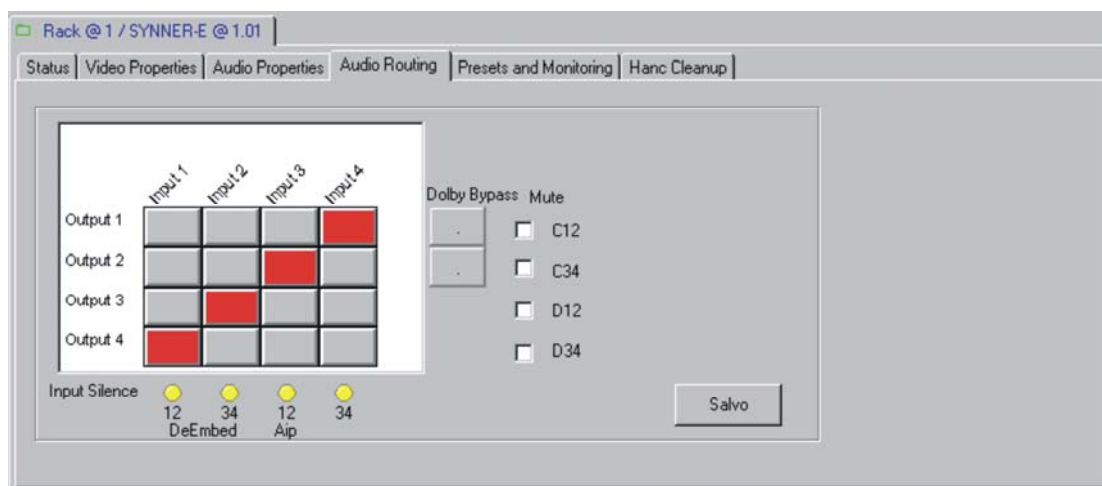 Rack @ 1 / SYNNER-E @ 1.01
Status Video Properties Audio Properties Audio Routing Presets and Monitoring Hanc Cleanup
Input 1 Input 2 Input 3 Input 4
Dolby Bypass Mute
Output 1 . C12
Output 2 . C34
Output 3 D12
Output 4 D34
Input Silence
12 34 12 34
DeEmbed Aip
Salvo